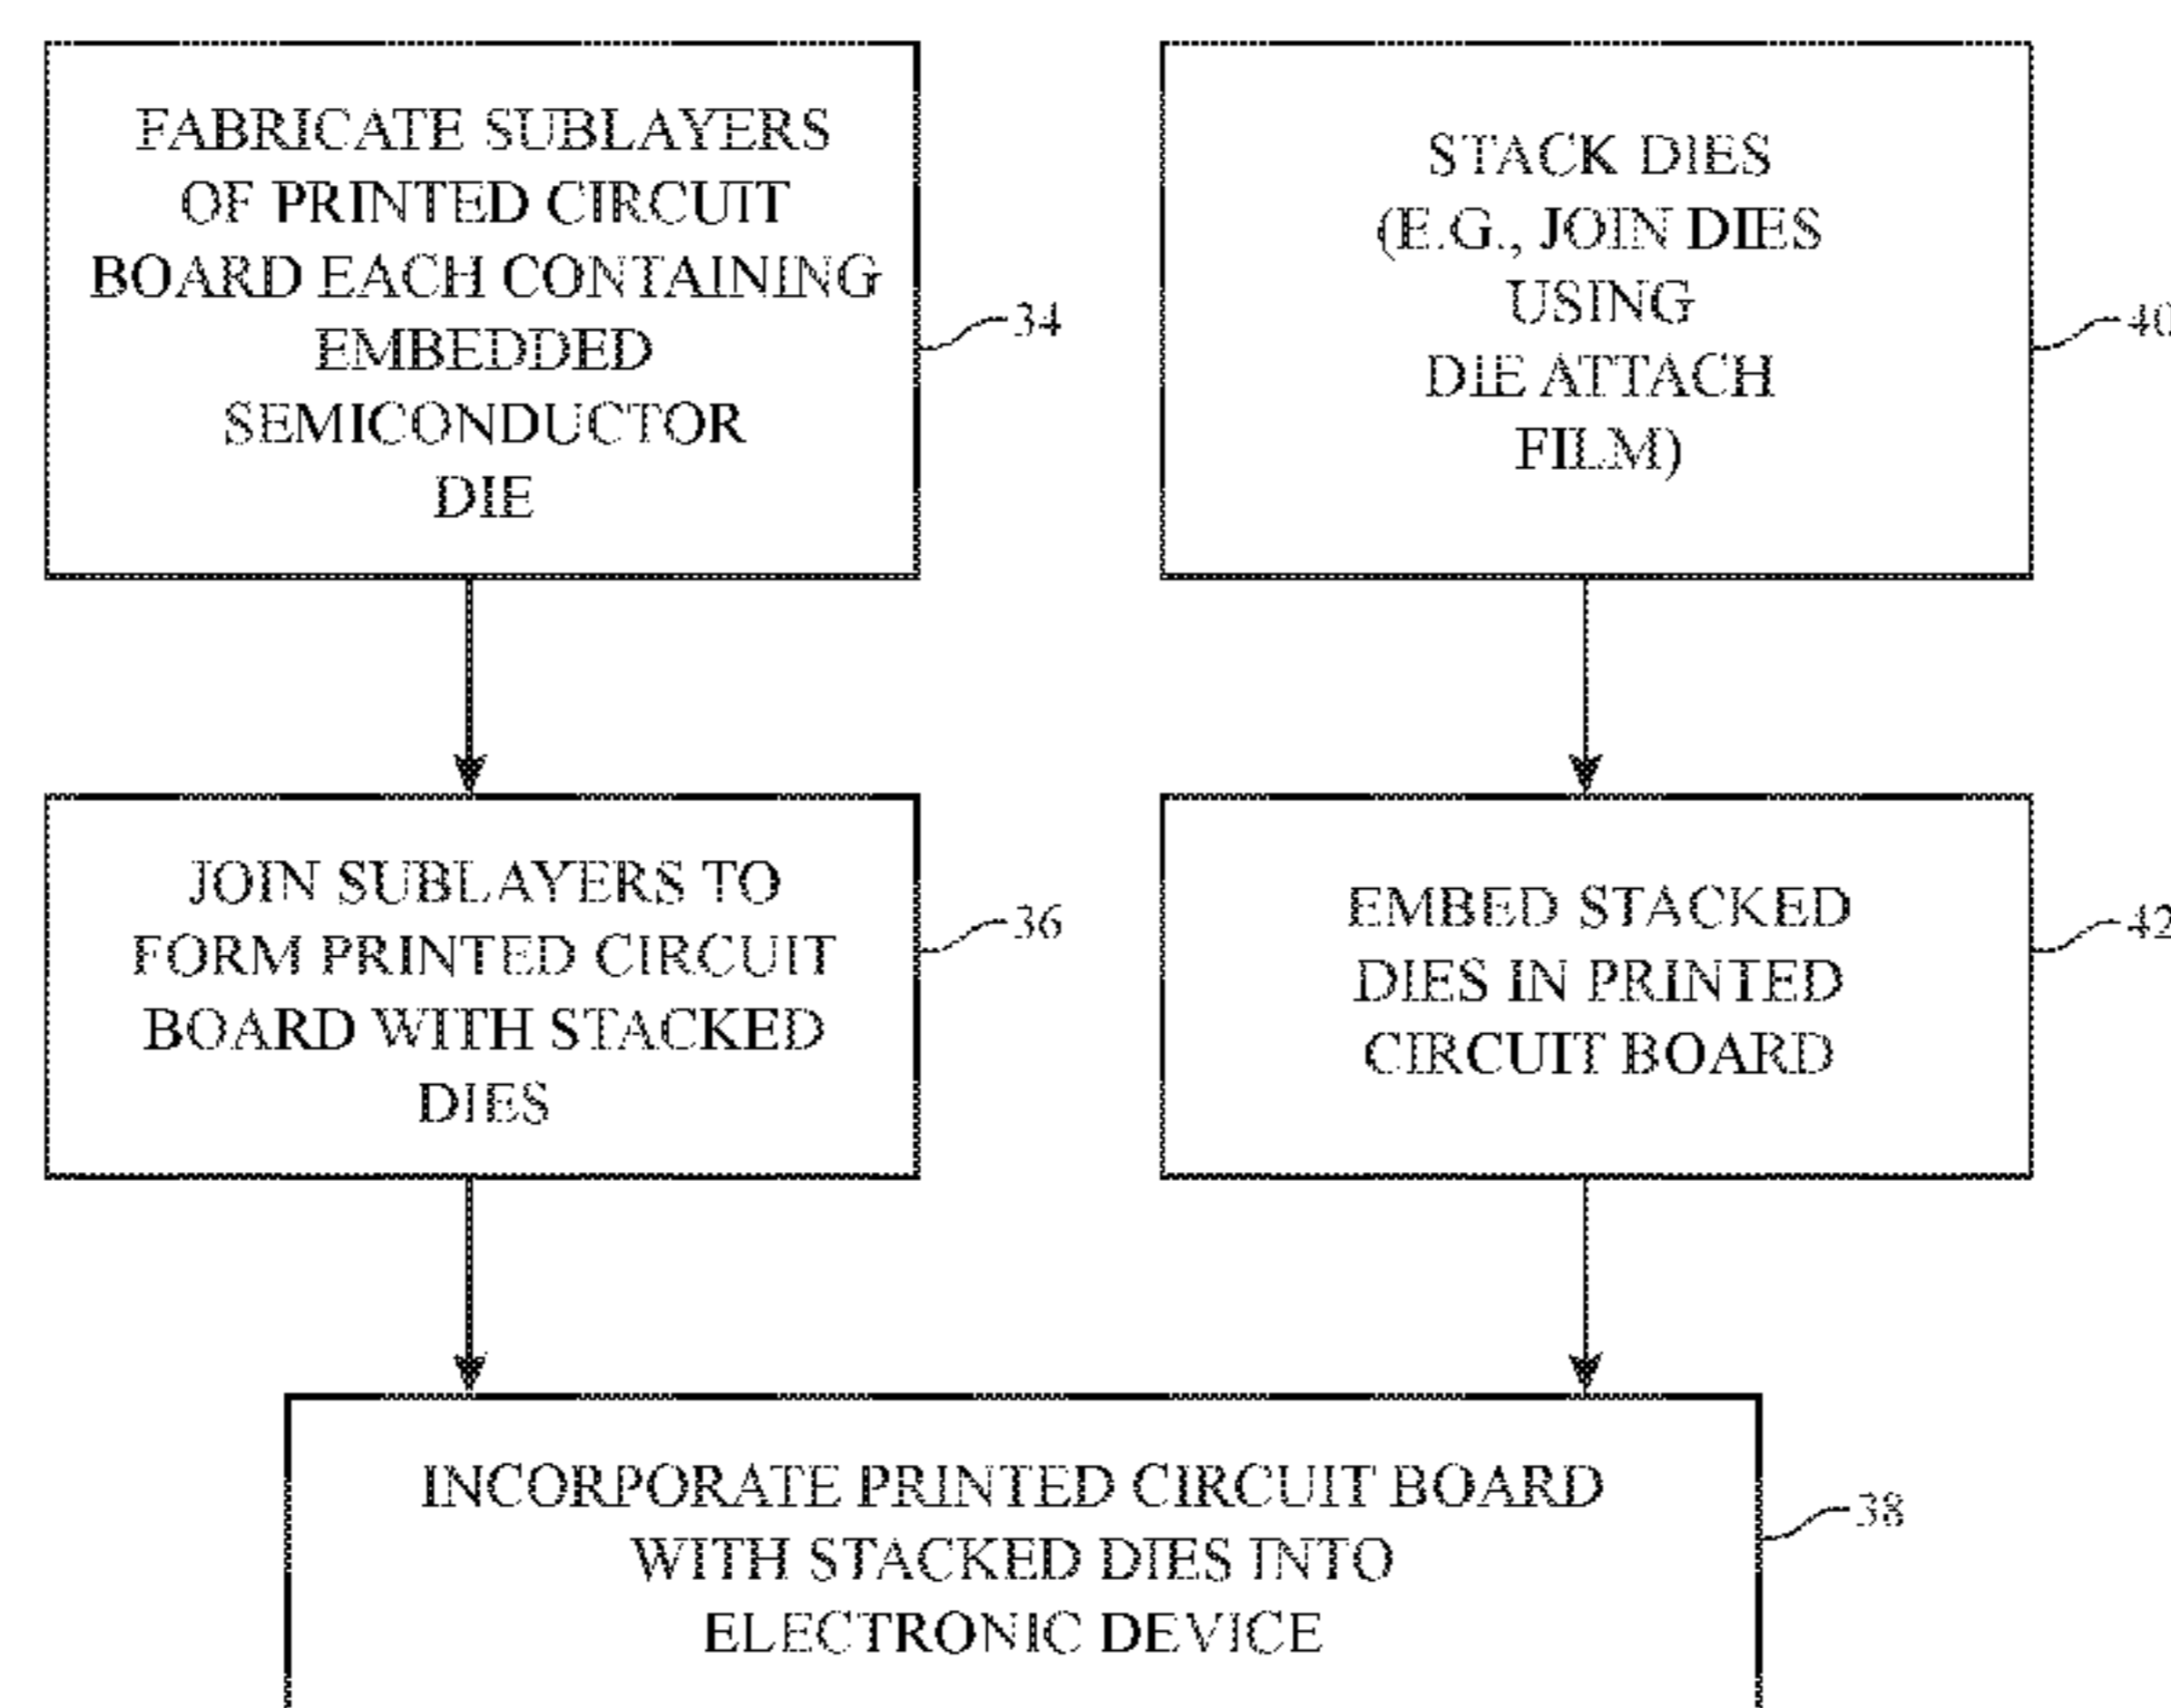 FABRICATE SUBLAYERS
OF PRINTED CIRCUIT
BOARD EACH CONTAINING
EMBEDDED
SEMICONDUCTOR
DIE
34
STACK DIES
(E.G., JOIN DIES
USING
DIE ATTACH
FILM)
40
JOIN SUBLAYERS TO
FORM PRINTED CIRCUIT
BOARD WITH STACKED
DIES
36
EMBED STACKED
DIES IN PRINTED
CIRCUIT BOARD
42
INCORPORATE PRINTED CIRCUIT BOARD
WITH STACKED DIES INTO
ELECTRONIC DEVICE
38